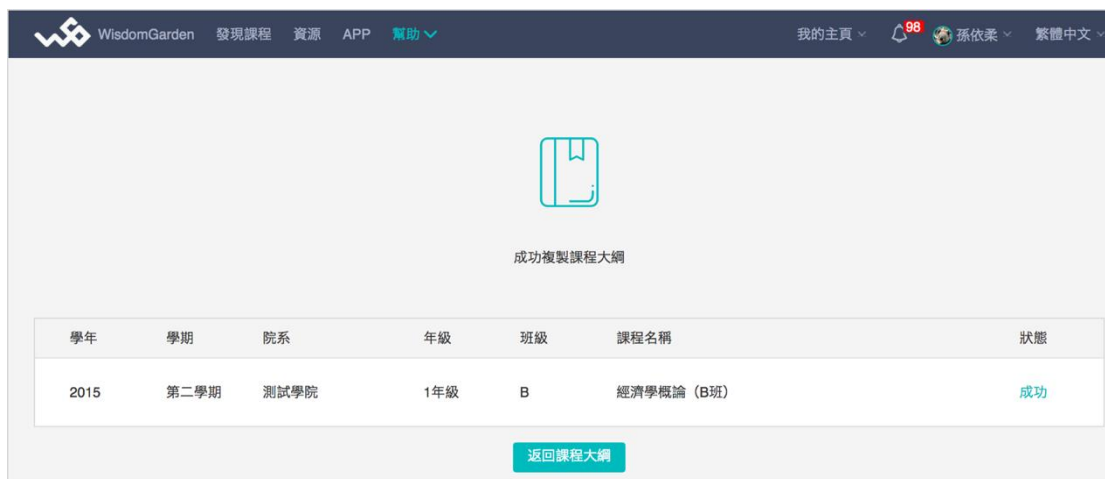 WisdomGarden 發現課程 資源 APP 幫助 我的主頁 98 孫依柔 繁體中文
成功複製課程大綱
學年 學期 院系 年級 班級 課程名稱 狀態
2015 第二學期 測試學院 1年級 B 經濟學概論（B班） 成功
返回課程大綱